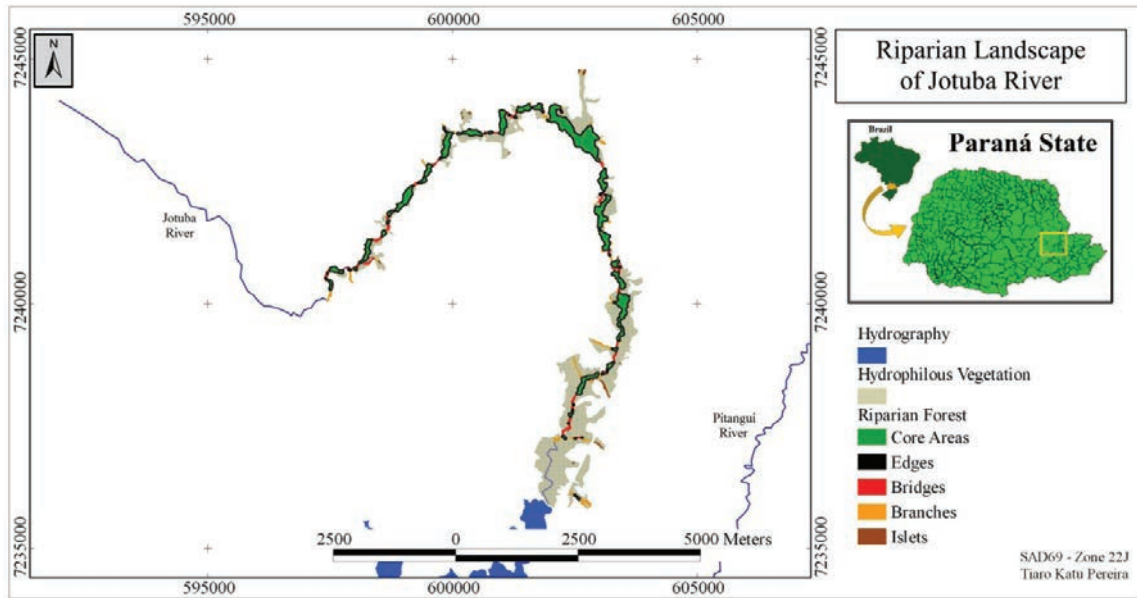 595000
600000
605000
N
7245000
7245000
Riparian Landscape
of Jotuba River
Brazil
Paraná State
Jotuba
River
7240000
7240000
Hydrography
Hydrophilous Vegetation
Riparian Forest
Core Areas
Edges
Bridges
Branches
Islets
Pitangui
River
7235000
7235000
2500
0
2500
5000 Meters
SAD69 - Zone 22J
Tiaro Katu Pereira
595000
600000
605000